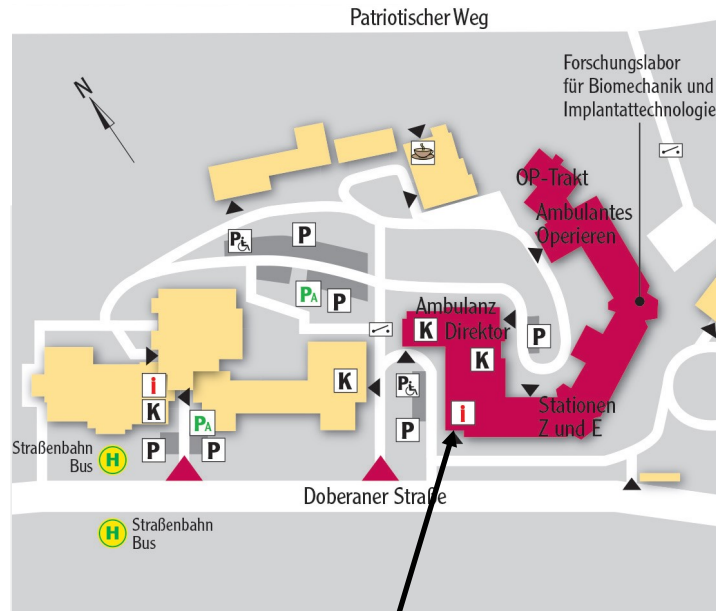 Patriotischer Weg
Forschungslabor
für Biomechanik und
Implantattechnologie
N
OP-Trakt
Ambulantes
Operieren
P
P
PA
P
Ambulanz
Direktor
K
K
P
K
P
P
i
K
PA
P
P
i
Stationen
Z und E
Straßenbahn
Bus
H
Doberaner Straße
H
Straßenbahn
Bus